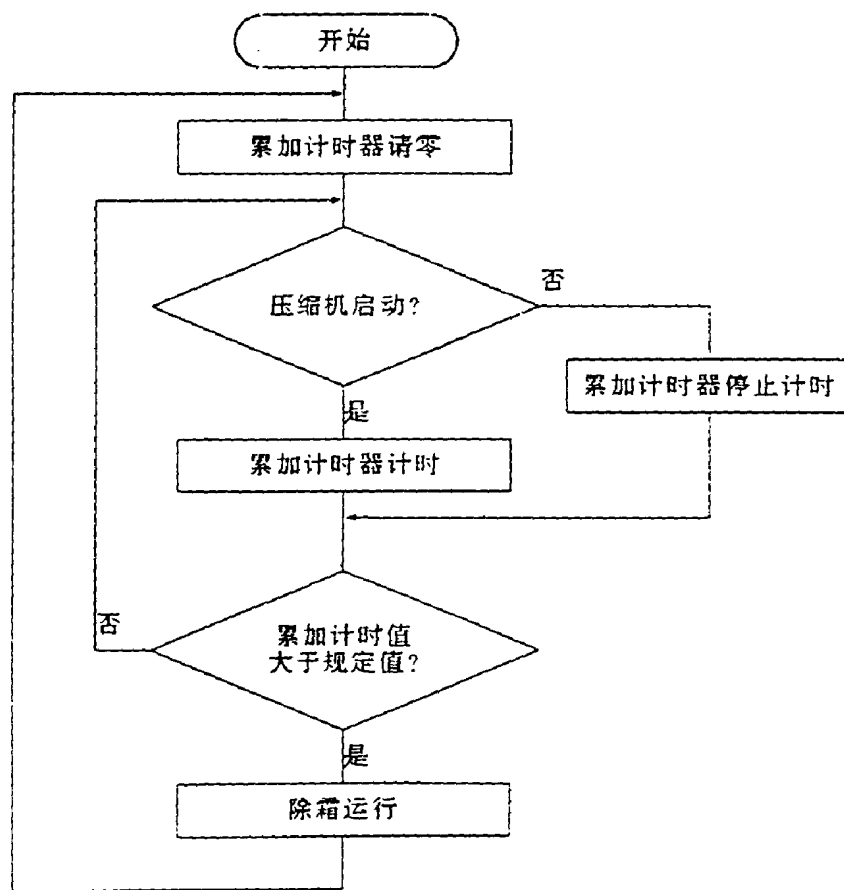 开始
累加计时器请零
压缩机启动?
否
累加计时器停止计时
是
累加计时器计时
否
累加计时值
大于规定值?
是
除霜运行